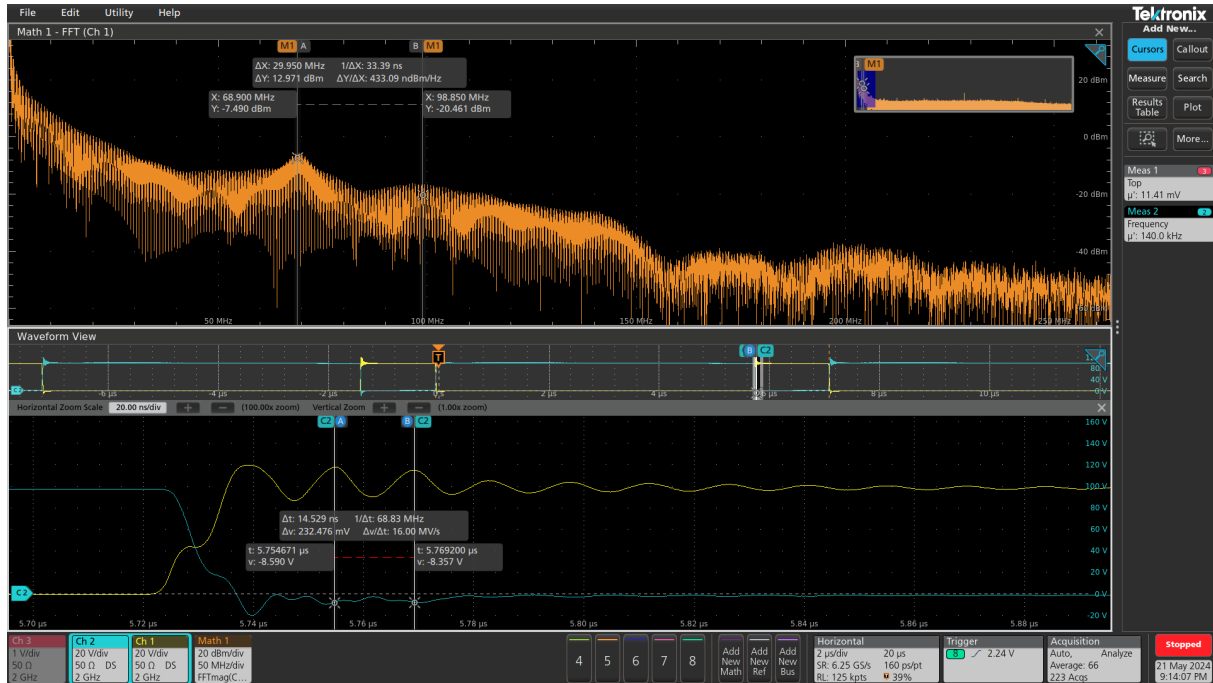 File Edit Utility Help
Tektronix
Math 1 - FFT (Ch 1)
Add New...
M1 A B M1
ΔX: 29.950 MHz 1/ΔX: 33.39 ns
ΔY: 12.971 dBm ΔY/ΔX: 433.09 ndBm/Hz
X: 68.900 MHz
Y: -7.490 dBm
X: 98.850 MHz
Y: -20.461 dBm
3 M1
20 dBm
0 dBm
-20 dBm
-40 dBm
-60 dBm
50 MHz 100 MHz 150 MHz 200 MHz 250 MHz
Cursors Callout
Measure Search
Results Table Plot
More...
Meas 1 3
Top
µ': 11.41 mV
Meas 2 2
Frequency
µ': 140.0 kHz
Waveform View
T B C2
80
40 V
C2
-6 µs -4 µs -2 µs 0 s 2 µs 4 µs 6 µs 8 µs 10 µs
Horizontal Zoom Scale 20.00 ns/div + − (100.00x zoom) Vertical Zoom + − (1.00x zoom)
C2 A B C2
160 V
140 V
120 V
100 V
80 V
60 V
40 V
20 V
0 V
-20 V
Δt: 14.529 ns 1/Δt: 68.83 MHz
Δv: 232.476 mV Δv/Δt: 16.00 MV/s
t: 5.754671 µs
v: -8.590 V
t: 5.769200 µs
v: -8.357 V
C2
5.70 µs 5.72 µs 5.76 µs 5.78 µs 5.80 µs 5.82 µs 5.84 µs 5.86 µs 5.88 µs
Ch 3
1 V/div
50 Ω
2 GHz
Ch 2
20 V/div
50 Ω DS
2 GHz
Ch 1
20 V/div
50 Ω DS
2 GHz
Math 1
20 dBm/div
50 MHz/div
FFTmag(C...
4 5 6 7 8
Add New Math
Add New Ref
Add New Bus
Horizontal
2 µs/div 20 µs
SR: 6.25 GS/s 160 ps/pt
RL: 125 kpts 39%
Trigger
8 2.24 V
Acquisition
Auto, Analyze
Average: 66
223 Acqs
Stopped
21 May 2024
9:14:07 PM